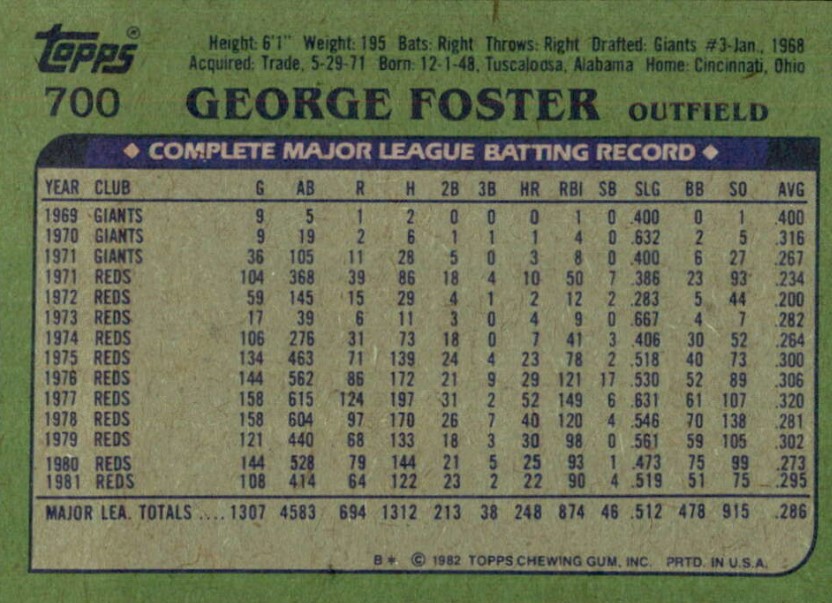 Topps®
Height: 6'1" Weight: 195 Bats: Right Throws: Right Drafted: Giants #3-Jan., 1968
Acquired: Trade, 5-29-71 Born: 12-1-48, Tuscaloosa, Alabama Home: Cincinnati, Ohio
700 GEORGE FOSTER OUTFIELD
◆ COMPLETE MAJOR LEAGUE BATTING RECORD ◆
YEAR CLUB G AB R H 2B 3B HR RBI SB SLG BB SO AVG
1969 GIANTS 9 5 1 2 0 0 0 1 0 .400 0 1 .400
1970 GIANTS 9 19 2 6 1 1 1 4 0 .632 2 5 .316
1971 GIANTS 36 105 11 28 5 0 3 8 0 .400 6 27 .267
1971 REDS 104 368 39 86 18 4 10 50 7 .386 23 93 .234
1972 REDS 59 145 15 29 4 1 2 12 2 .283 5 44 .200
1973 REDS 17 39 6 11 3 0 4 9 0 .667 4 7 .282
1974 REDS 106 276 31 73 18 0 7 41 3 .406 30 52 .264
1975 REDS 134 463 71 139 24 4 23 78 2 .518 40 73 .300
1976 REDS 144 562 86 172 21 9 29 121 17 .530 52 89 .306
1977 REDS 158 615 124 197 31 2 52 149 6 .631 61 107 .320
1978 REDS 158 604 97 170 26 7 40 120 4 .546 70 138 .281
1979 REDS 121 440 68 133 18 3 30 98 0 .561 59 105 .302
1980 REDS 144 528 79 144 21 5 25 93 1 .473 75 99 .273
1981 REDS 108 414 64 122 23 2 22 90 4 .519 51 75 .295
MAJOR LEA. TOTALS .... 1307 4583 694 1312 213 38 248 874 46 .512 478 915 .286
B* © 1982 TOPPS CHEWING GUM, INC. PRTD. IN U.S.A.